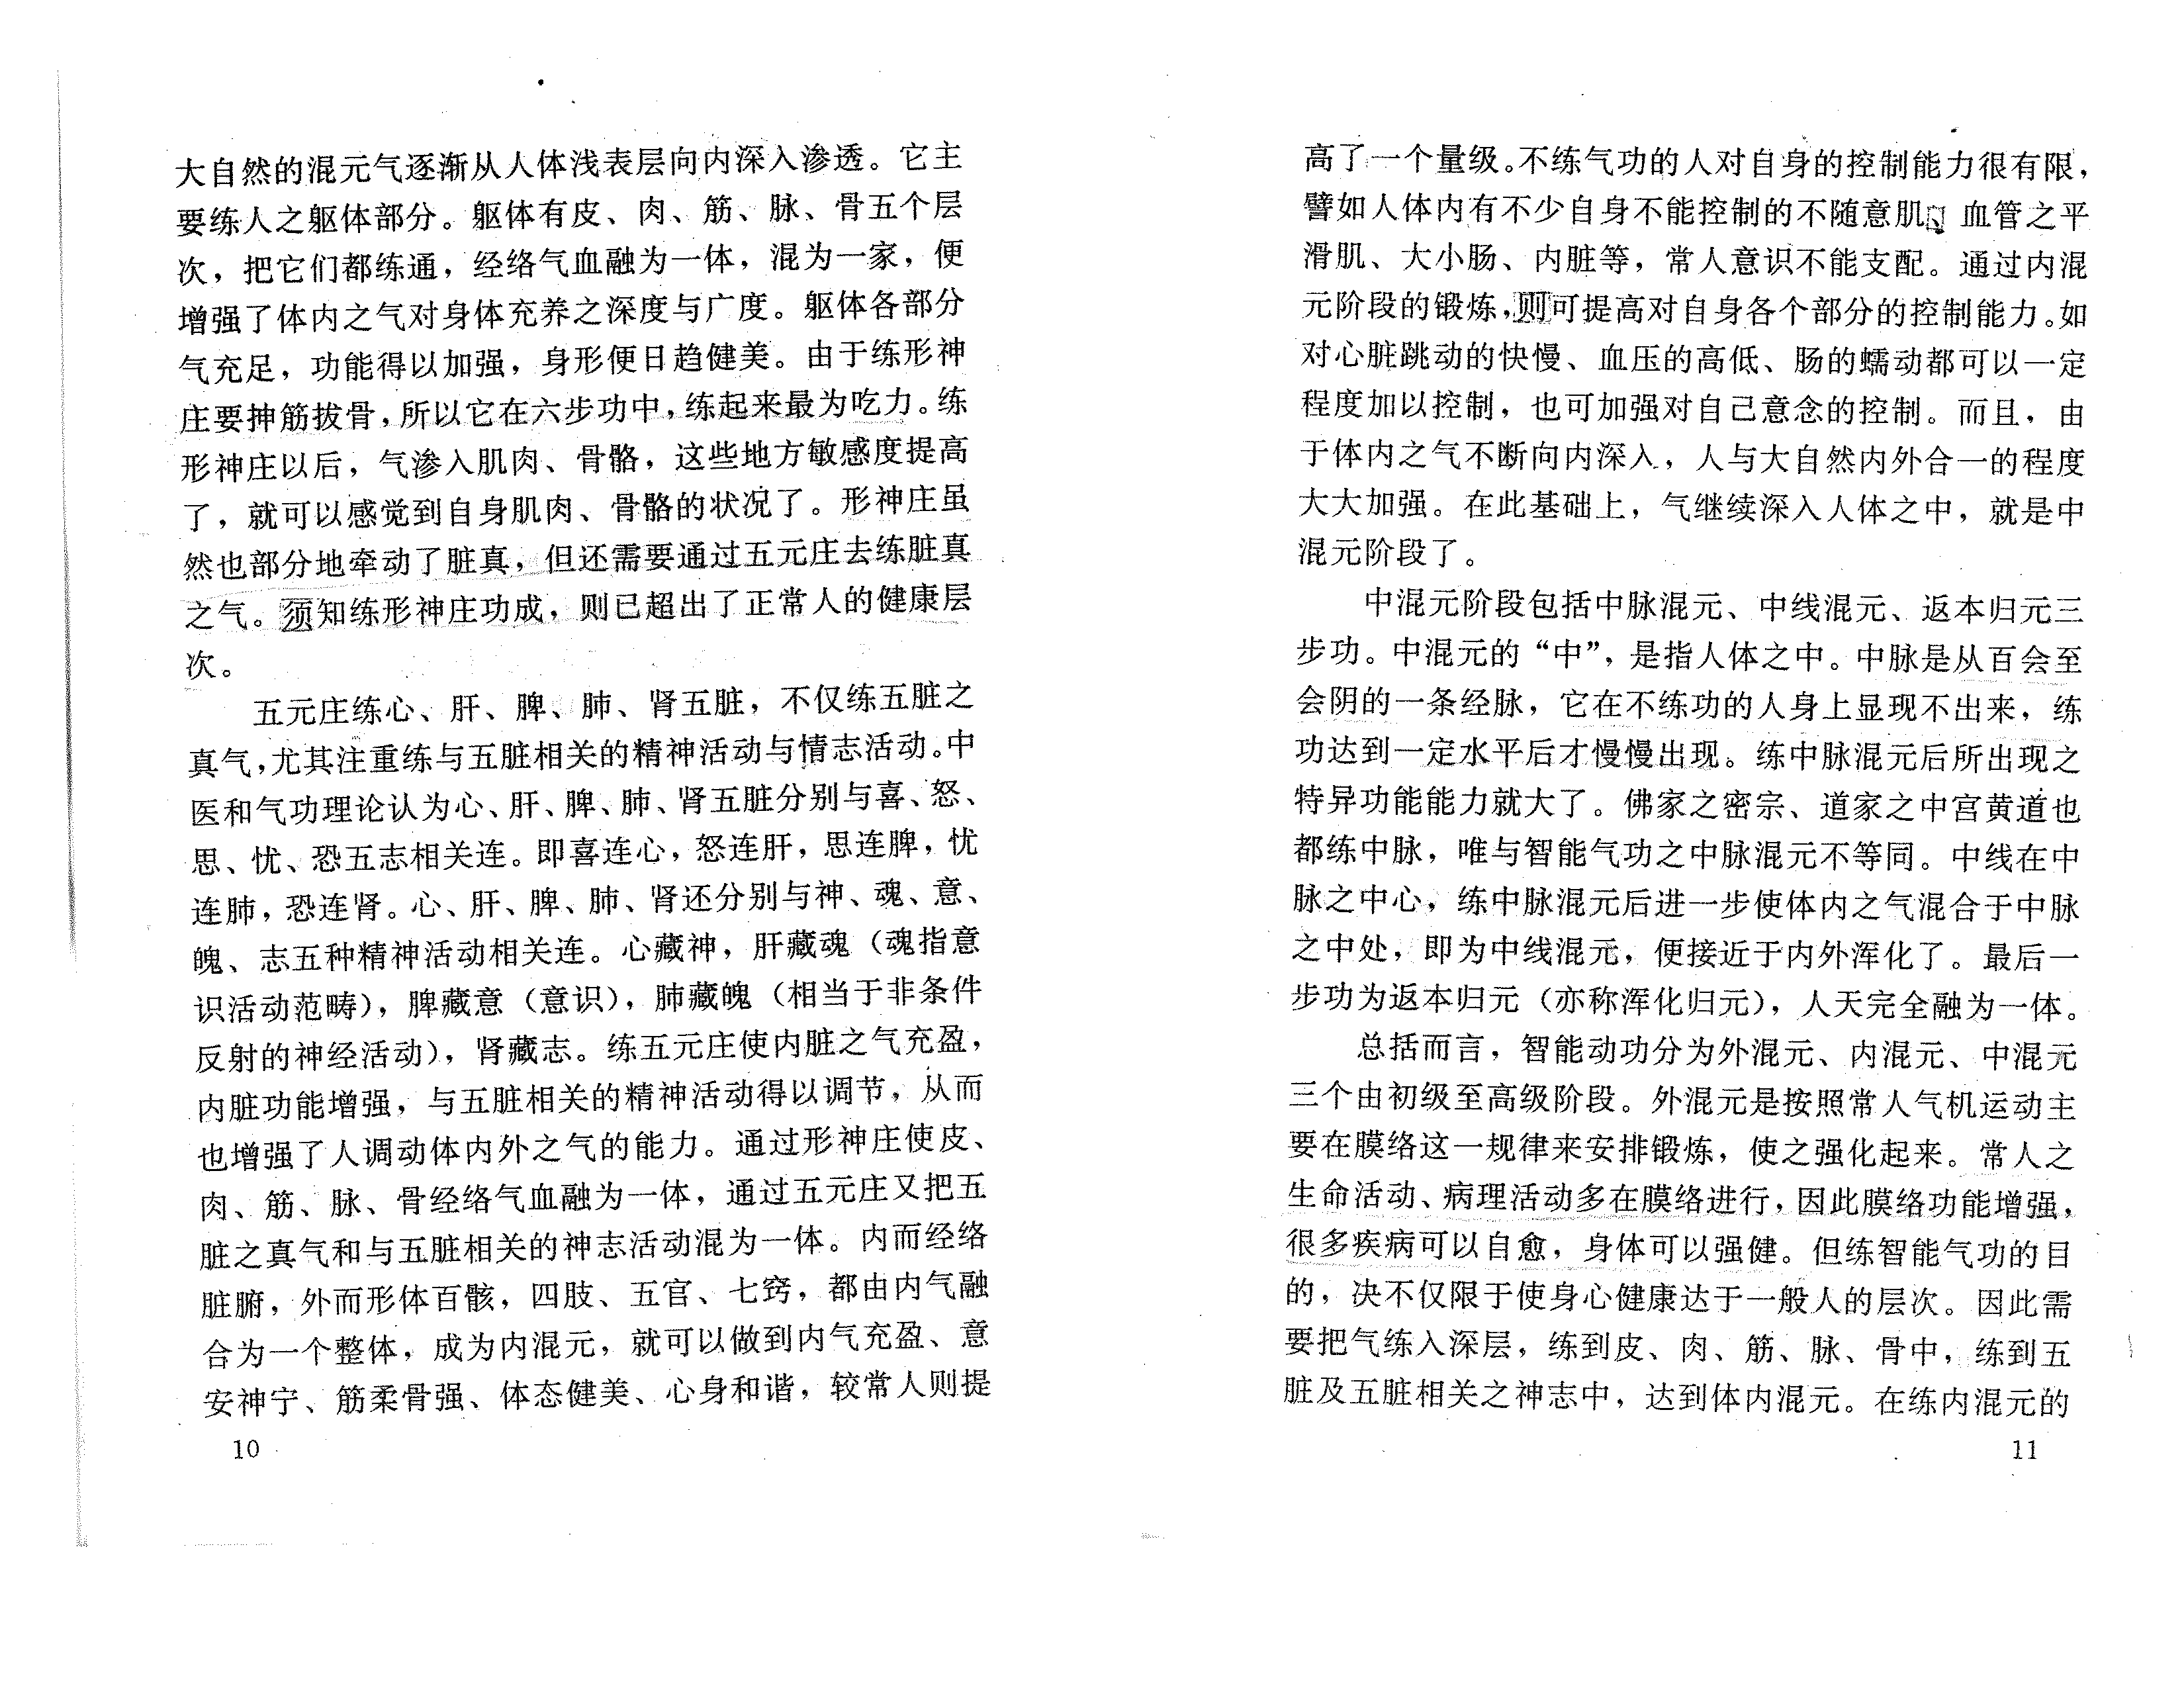 大自然的混元气逐渐从人体浅表层向内深入渗透。它主
要练人之躯体部分。躯体有皮、肉、筋、脉、骨五个层
次，把它们都练通，经络气血融为一体，混为一家，便
增强了体内之气对身体充养之深度与广度。躯体各部分
气充足，功能得以加强，身形便日趋健美。由于练形神
庄要抻筋拔骨，所以它在六步功中，练起来最为吃力。练
形神庄以后，气渗入肌肉、骨骼，这些地方敏感度提高
了，就可以感觉到自身肌肉、骨骼的状况了。形神庄虽
然也部分地牵动了脏真，但还需要通过五元庄去练脏真
之气。须知练形神庄功成，则已超出了正常人的健康层
次。
五元庄练心、肝、脾、肺、肾五脏，不仅练五脏之
真气，尤其注重练与五脏相关的精神活动与情志活动。中
医和气功理论认为心、肝、脾、肺、肾五脏分别与喜、怒、
思、忧、恐五志相关连。即喜连心，怒连肝，思连脾，忧
连肺，恐连肾。心、肝、脾、肺、肾还分别与神、魂、意、
魄、志五种精神活动相关连。心藏神，肝藏魂（魂指意
识活动范畴），脾藏意（意识），肺藏魄（相当于非条件
反射的神经活动），肾藏志。练五元庄使内脏之气充盈，
内脏功能增强，与五脏相关的精神活动得以调节，从而
也增强了人调动体内外之气的能力。通过形神庄使皮、
肉、筋、脉、骨经络气血融为一体，通过五元庄又把五
脏之真气和与五脏相关的神志活动混为一体。内而经络
脏腑，外而形体百骸，四肢、五官、七窍，都由内气融
合为一个整体，成为内混元，就可以做到内气充盈、意
安神宁、筋柔骨强、体态健美、心身和谐，较常人则提
10
高了一个量级。不练气功的人对自身的控制能力很有限，
譬如人体内有不少自身不能控制的不随意肌、血管之平
滑肌、大小肠、内脏等，常人意识不能支配。通过内混
元阶段的锻炼，则可提高对自身各个部分的控制能力。如
对心脏跳动的快慢、血压的高低、肠的蠕动都可以一定
程度加以控制，也可加强对自己意念的控制。而且，由
于体内之气不断向内深入，人与大自然内外合一的程度
大大加强。在此基础上，气继续深入人体之中，就是中
混元阶段了。
中混元阶段包括中脉混元、中线混元、返本归元三
步功。中混元的“中”，是指人体之中。中脉是从百会至
会阴的一条经脉，它在不练功的人身上显现不出来，练
功达到一定水平后才慢慢出现。练中脉混元后所出现之
特异功能能力就大了。佛家之密宗、道家之中宫黄道也
都练中脉，唯与智能气功之中脉混元不等同。中线在中
脉之中心，练中脉混元后进一步使体内之气混合于中脉
之中处，即为中线混元，便接近于内外浑化了。最后一
步功为返本归元（亦称浑化归元），人天完全融为一体。
总括而言，智能动功分为外混元、内混元、中混元
三个由初级至高级阶段。外混元是按照常人气机运动主
要在膜络这一规律来安排锻炼，使之强化起来。常人之
生命活动、病理活动多在膜络进行，因此膜络功能增强，
很多疾病可以自愈，身体可以强健。但练智能气功的目
的，决不仅限于使身心健康达于一般人的层次。因此需
要把气练入深层，练到皮、肉、筋、脉、骨中，练到五
脏及五脏相关之神志中，达到体内混元。在练内混元的
11